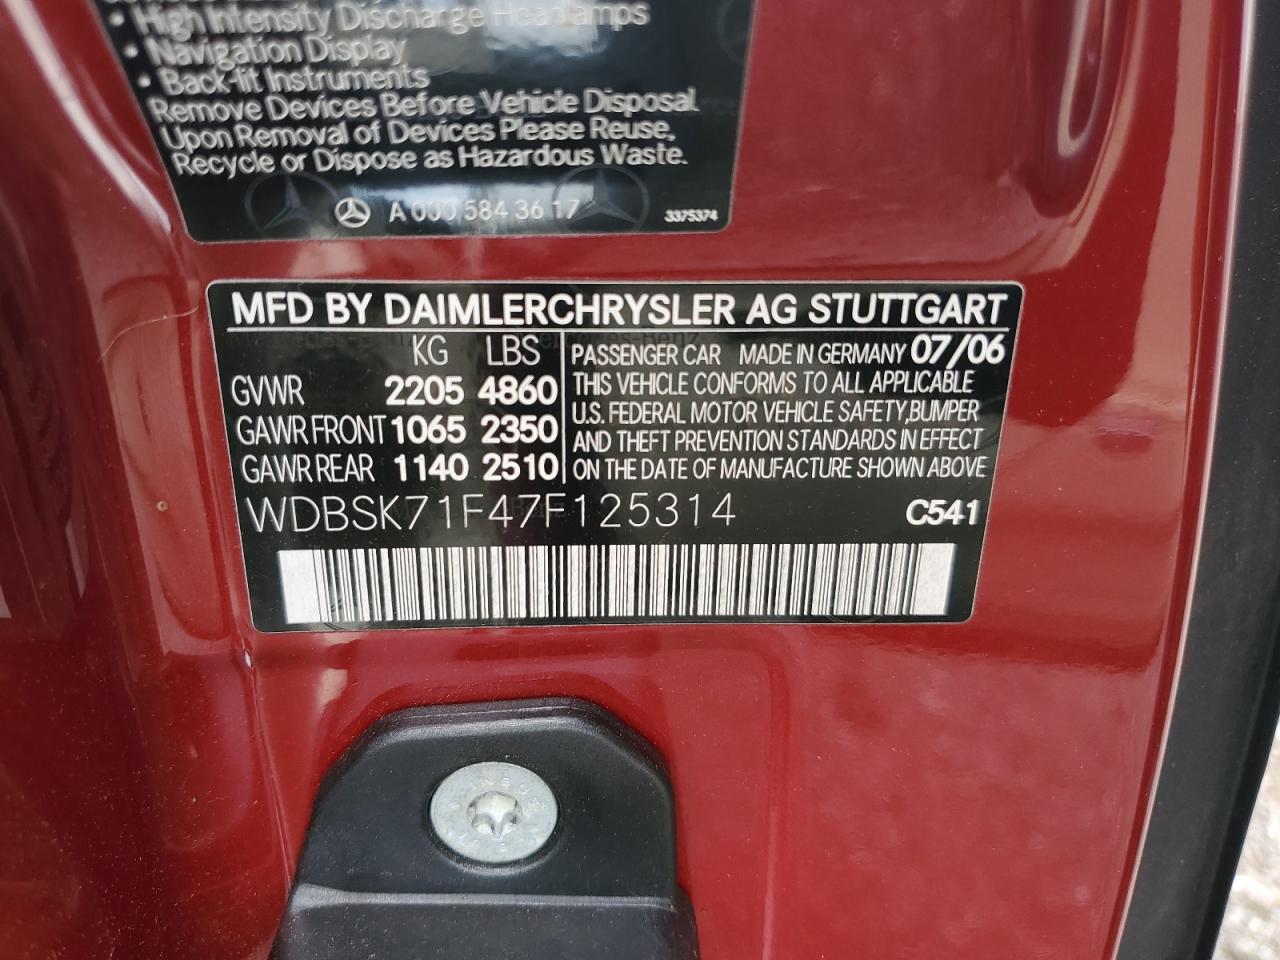 • High Intensity Discharge Headlamps
• Navigation Display
• Back-lit Instruments
Remove Devices Before Vehicle Disposal
Upon Removal of Devices Please Reuse,
Recycle or Dispose as Hazardous Waste.
A 000 584 36 17 3375374
MFD BY DAIMLERCHRYSLER AG STUTTGART
KG LBS
GVWR 2205 4860
GAWR FRONT 1065 2350
GAWR REAR 1140 2510
PASSENGER CAR MADE IN GERMANY 07/06
THIS VEHICLE CONFORMS TO ALL APPLICABLE
U.S. FEDERAL MOTOR VEHICLE SAFETY,BUMPER
AND THEFT PREVENTION STANDARDS IN EFFECT
ON THE DATE OF MANUFACTURE SHOWN ABOVE
WDBSK71F47F125314 C541